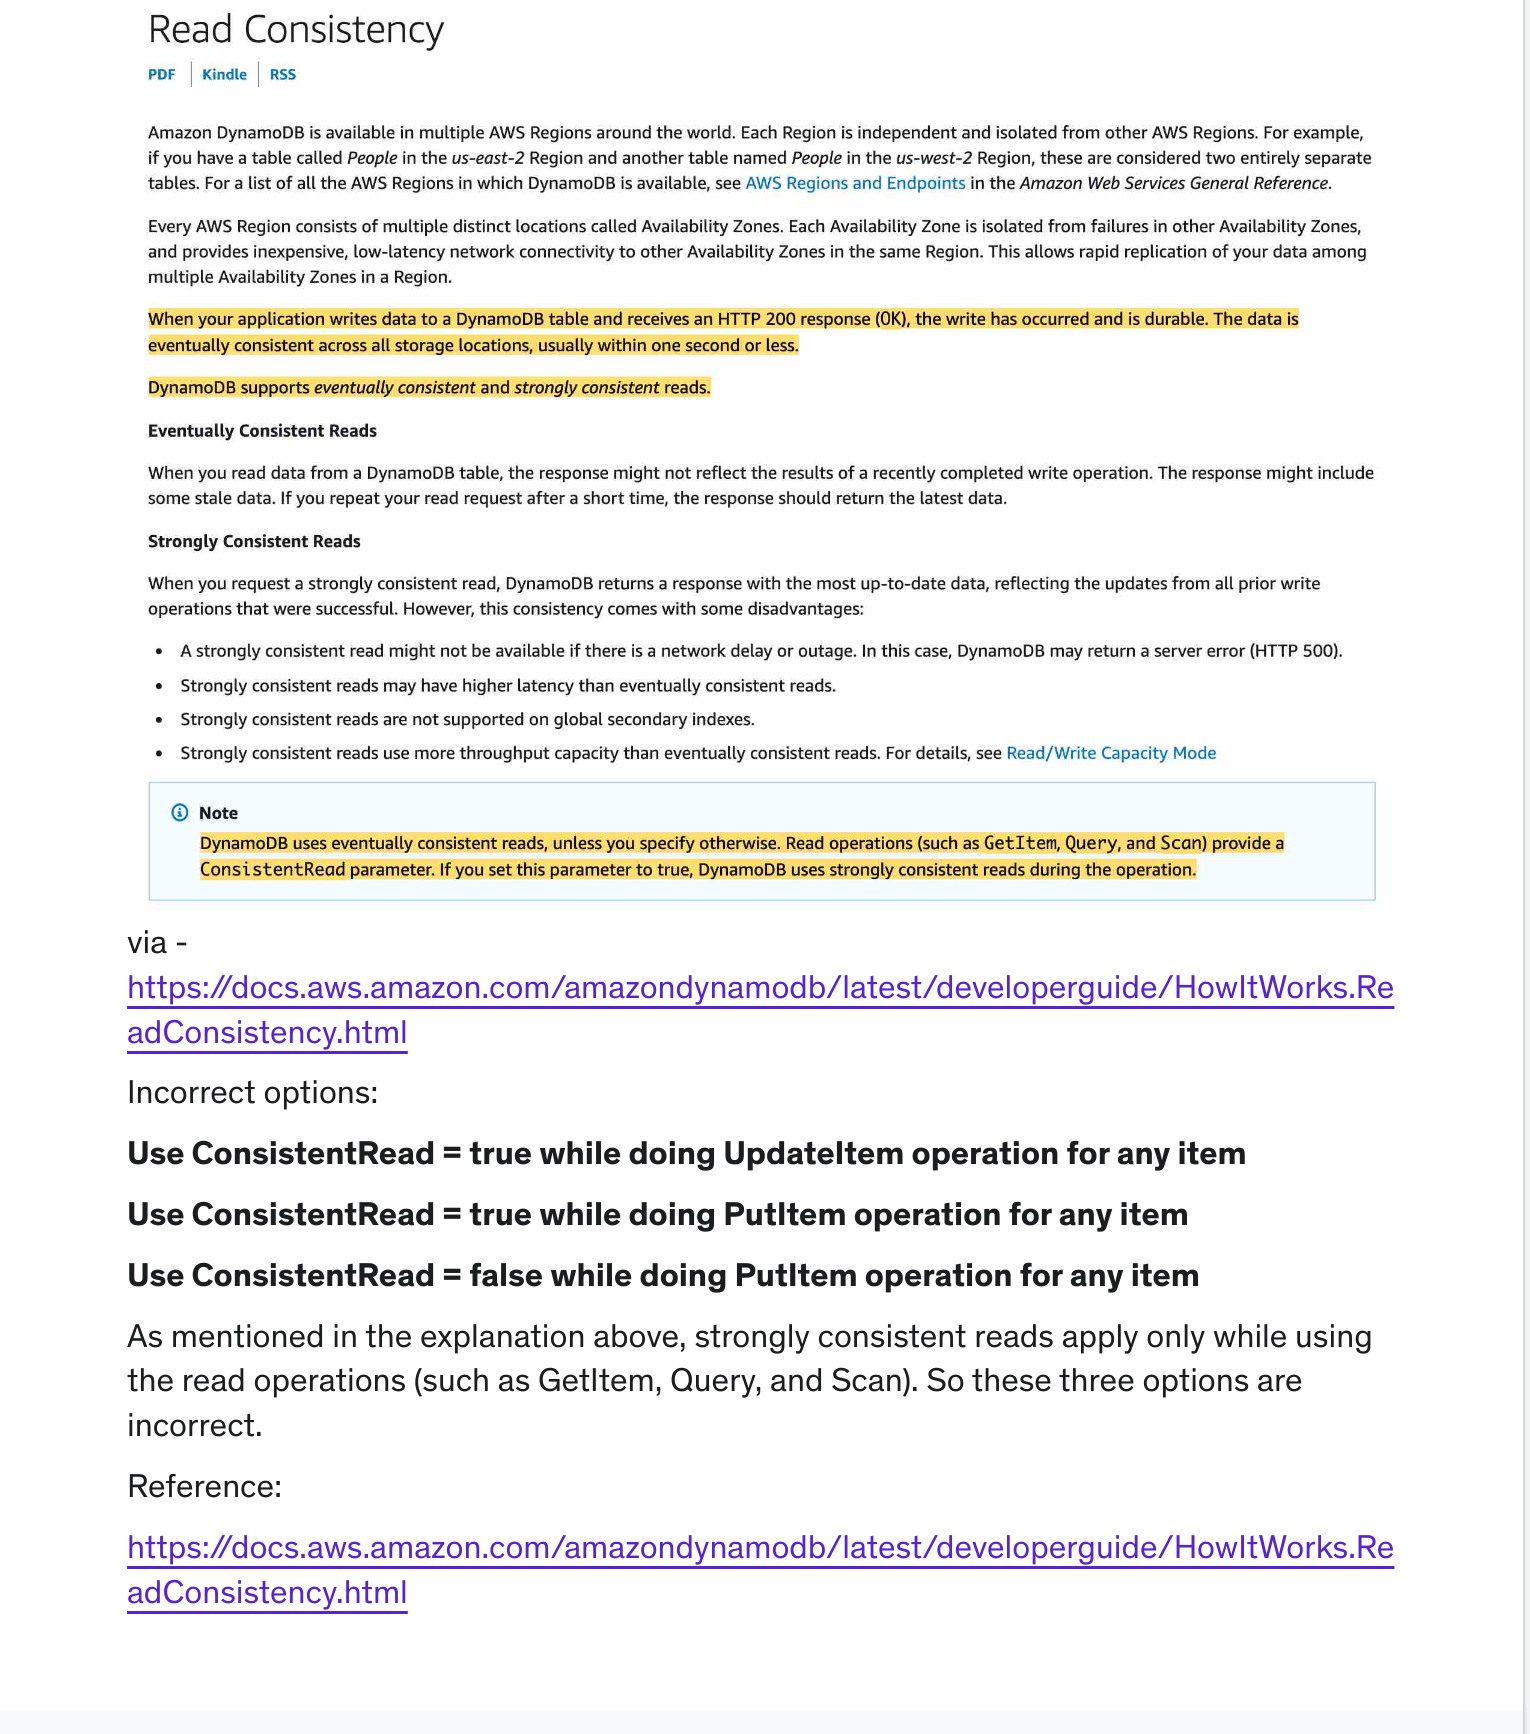 Read Consistency
PDF
Kindle
RSS
Amazon DynamoDB is available in multiple AWS Regions around the world. Each Region is independent and isolated from other AWS Regions. For example,
if you have a table called People in the us-east-2 Region and another table named People in the us-west-2 Region, these are considered two entirely separate
tables. For a list of all the AWS Regions in which DynamoDB is available, see AWS Regions and Endpoints in the Amazon Web Services General Reference.
Every AWS Region consists of multiple distinct locations called Availability Zones. Each Availability Zone is isolated from failures in other Availability Zones,
and provides inexpensive, low-latency network connectivity to other Availability Zones in the same Region. This allows rapid replication of your data among
multiple Availability Zones in a Region.
When your application writes data to a DynamoDB table and receives an HTTP 200 response (OK), the write has occurred and is durable. The data is
eventually consistent across all storage locations, usually within one second or less.
DynamoDB supports eventually consistent and strongly consistent reads.
Eventually Consistent Reads
When you read data from a DynamoDB table, the response might not reflect the results of a recently completed write operation. The response might include
some stale data. If you repeat your read request after a short time, the response should return the latest data.
Strongly Consistent Reads
When you request a strongly consistent read, DynamoDB returns a response with the most up-to-date data, reflecting the updates from all prior write
operations that were successful. However, this consistency comes with some disadvantages:
• A strongly consistent read might not be available if there is a network delay or outage. In this case, DynamoDB may return a server error (HTTP 500).
• Strongly consistent reads may have higher latency than eventually consistent reads.
• Strongly consistent reads are not supported on global secondary indexes.
• Strongly consistent reads use more throughput capacity than eventually consistent reads. For details, see Read/Write Capacity Mode
Note
DynamoDB uses eventually consistent reads, unless you specify otherwise. Read operations (such as GetItem, Query, and Scan) provide a
ConsistentRead parameter. If you set this parameter to true, DynamoDB uses strongly consistent reads during the operation.
via -
https://docs.aws.amazon.com/amazondynamodb/latest/developerguide/HowItWorks.Re
adConsistency.html
Incorrect options:
Use ConsistentRead = true while doing UpdateItem operation for any item
Use ConsistentRead = true while doing PutItem operation for any item
Use ConsistentRead = false while doing PutItem operation for any item
As mentioned in the explanation above, strongly consistent reads apply only while using
the read operations (such as GetItem, Query, and Scan). So these three options are
incorrect.
Reference:
https://docs.aws.amazon.com/amazondynamodb/latest/developerguide/HowItWorks.Re
adConsistency.html